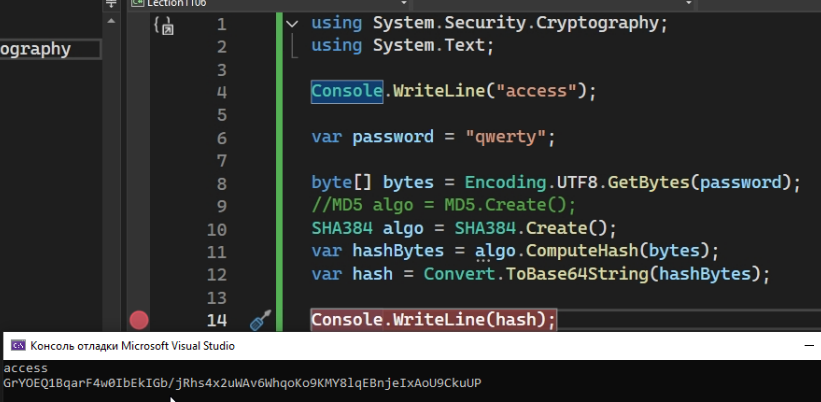 Lection1106
ography
1 using System.Security.Cryptography;
2 using System.Text;
3
4 Console.WriteLine("access");
5
6 var password = "qwerty";
7
8 byte[] bytes = Encoding.UTF8.GetBytes(password);
9 //MD5 algo = MD5.Create();
10 SHA384 algo = SHA384.Create();
11 var hashBytes = algo.ComputeHash(bytes);
12 var hash = Convert.ToBase64String(hashBytes);
13
14 Console.WriteLine(hash);
Консоль отладки Microsoft Visual Studio
access
GrYOEQ1BqarF4w0IbEkIGb/jRhs4x2uWAv6WhqoKo9KMY8lqEBnjeIxAoU9CkuUP